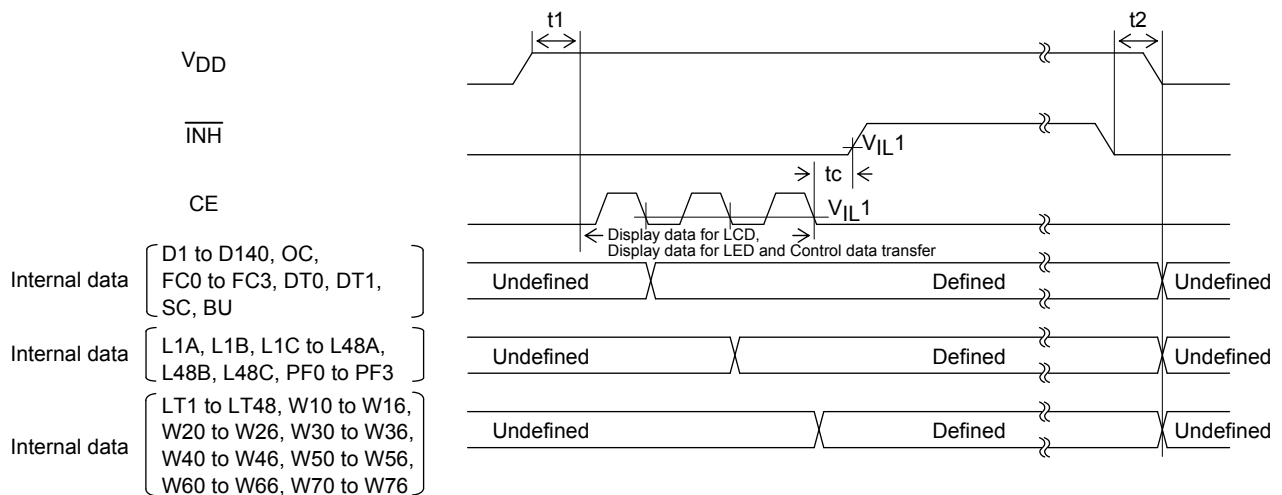 t1
t2
VDD
INH
VIL1
tc
CE
VIL1
Display data for LCD,
Display data for LED and Control data transfer
Internal data
D1 to D140, OC,
FC0 to FC3, DT0, DT1,
SC, BU
Undefined
Defined
Undefined
Internal data
L1A, L1B, L1C to L48A,
L48B, L48C, PF0 to PF3
Undefined
Defined
Undefined
Internal data
LT1 to LT48, W10 to W16,
W20 to W26, W30 to W36,
W40 to W46, W50 to W56,
W60 to W66, W70 to W76
Undefined
Defined
Undefined